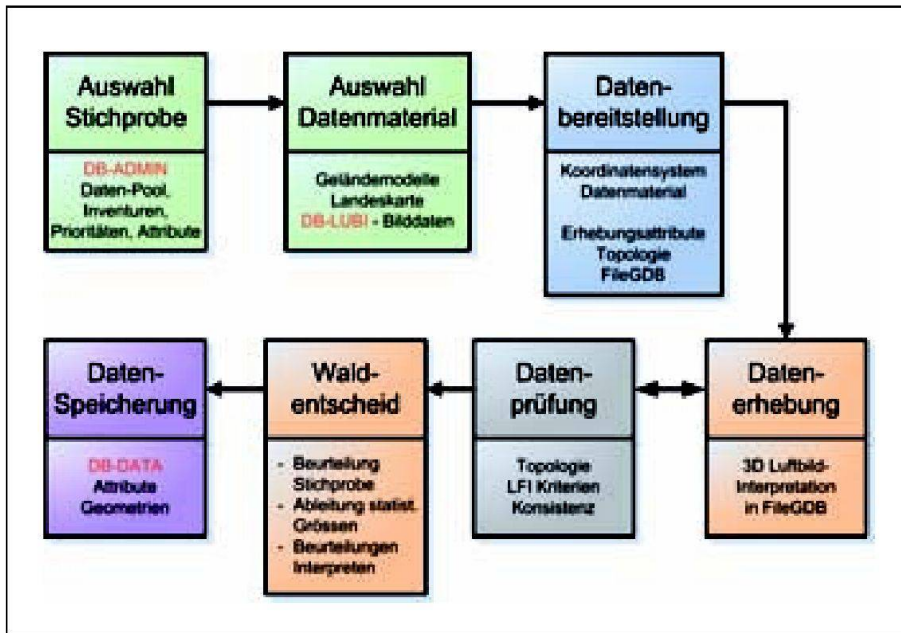 Auswahl
Stichprobe
DB-ADMIN
Daten-Pool,
Inventuren,
Prioritäten, Attribute
Auswahl
Datenmaterial
Geländemodelle
Landeskarte
DB-LUBI - Bilddaten
Daten-
bereitstellung
Koordinatensystem
Datenmaterial
Erhebungsattribute
Topologie
FileGDB
Daten-
Speicherung
DB-DATA
Attribute
Geometrien
Wald-
entscheid
- Beurteilung
Stichprobe
- Ableitung statist.
Grössen
- Beurteilungen
Interpreten
Daten-
prüfung
Topologie
LFI Kriterien
Konsistenz
Daten-
erhebung
3D Luftbild-
Interpretation
in FileGDB